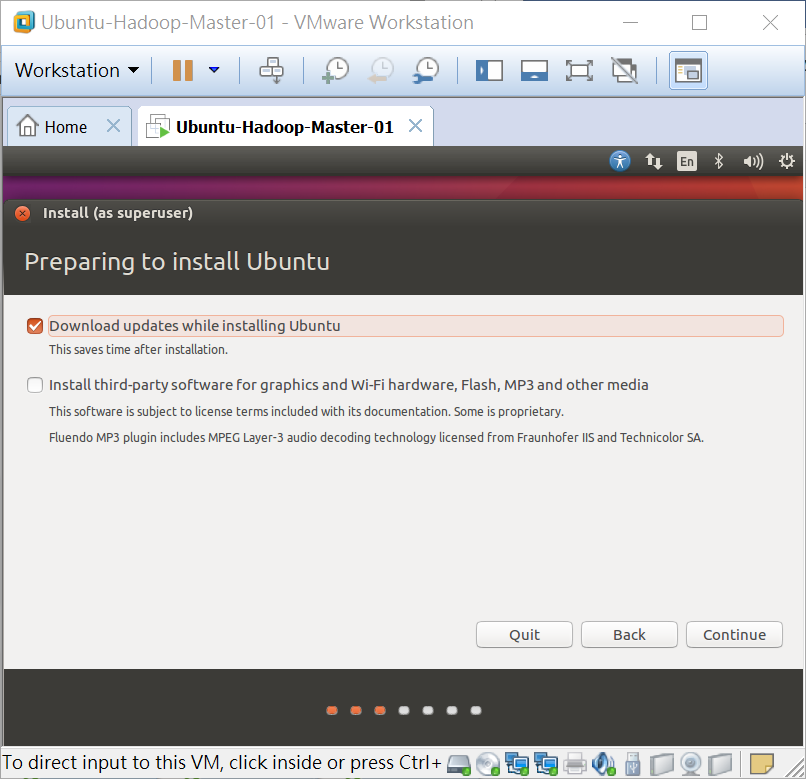 Ubuntu-Hadoop-Master-01 - VMware Workstation
Workstation
Home
Ubuntu-Hadoop-Master-01
En
Install (as superuser)
Preparing to install Ubuntu
Download updates while installing Ubuntu
This saves time after installation.
Install third-party software for graphics and Wi-Fi hardware, Flash, MP3 and other media
This software is subject to license terms included with its documentation. Some is proprietary.
Fluendo MP3 plugin includes MPEG Layer-3 audio decoding technology licensed from Fraunhofer IIS and Technicolor SA.
Quit Back Continue
To direct input to this VM, click inside or press Ctrl+